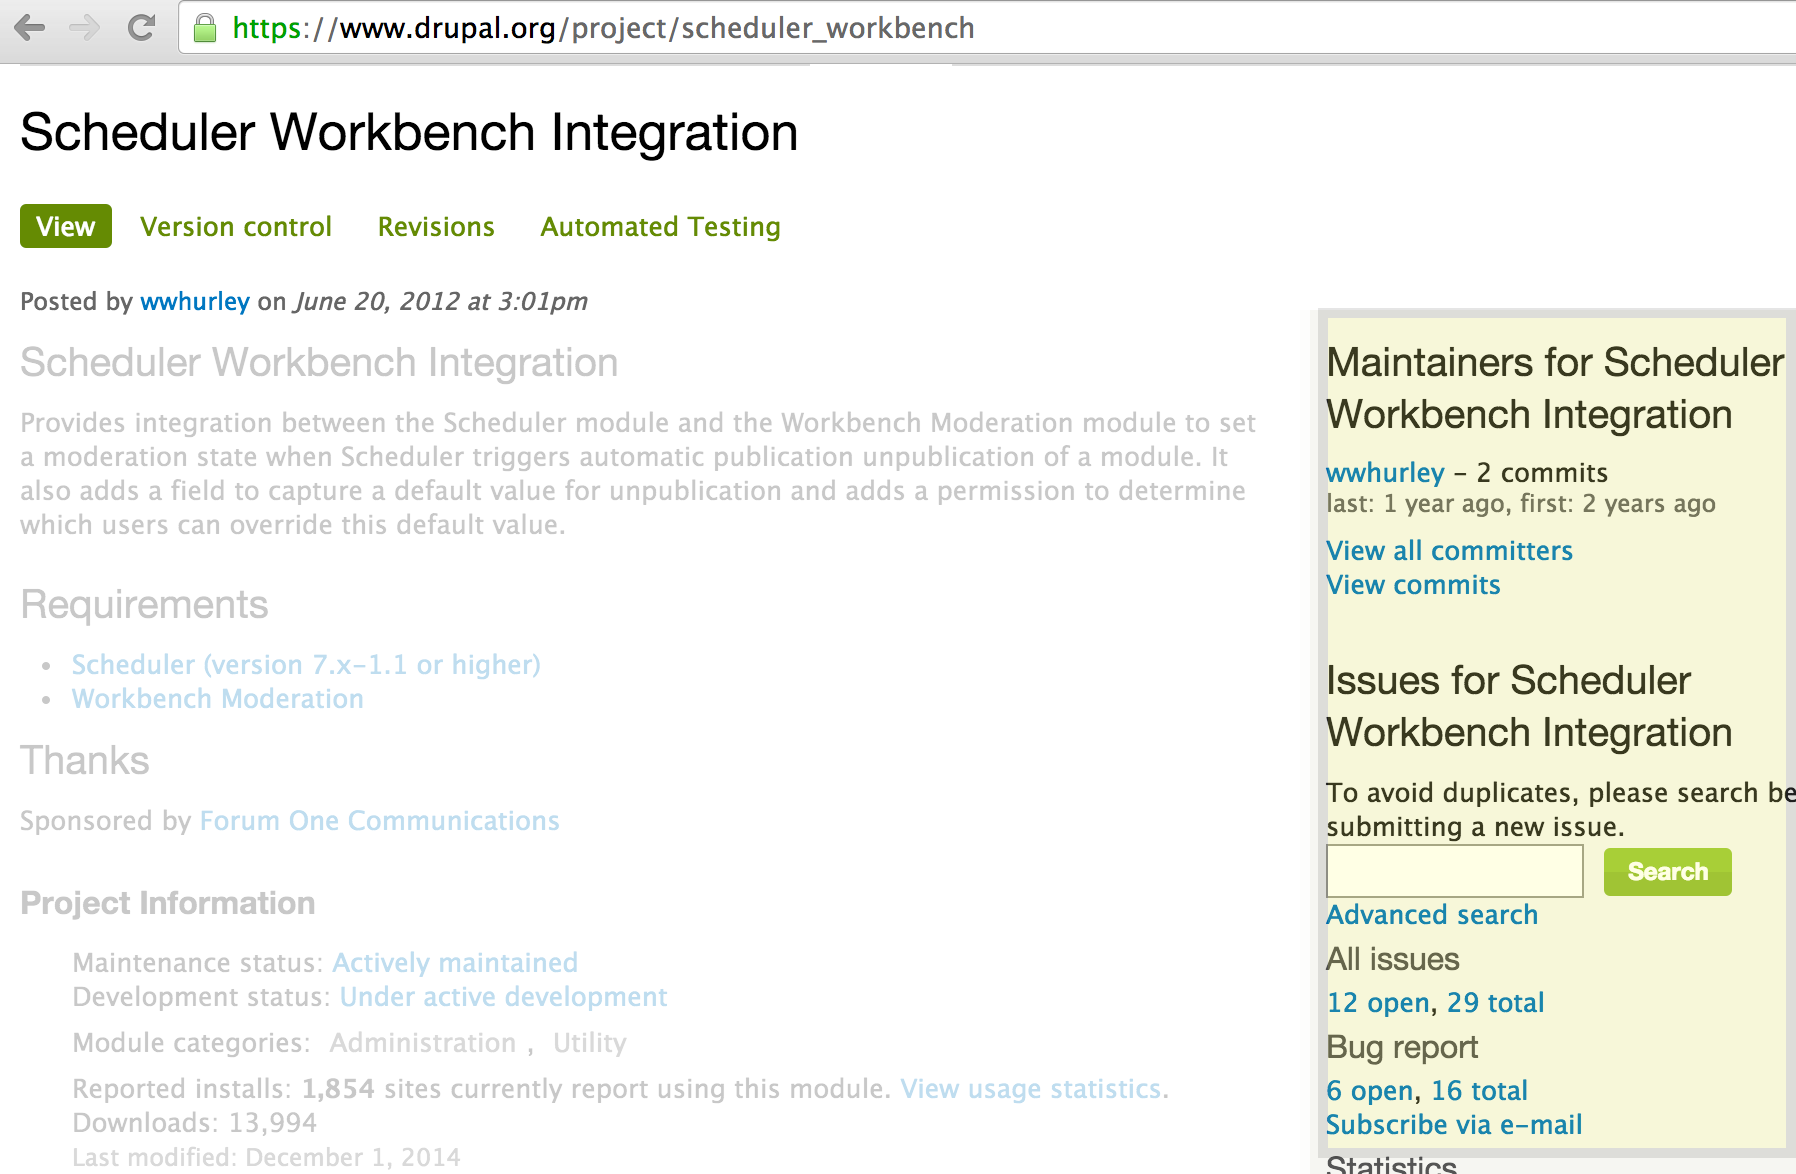 https://www.drupal.org/project/scheduler_workbench
Scheduler Workbench Integration
View Version control Revisions Automated Testing
Posted by wwhurley on June 20, 2012 at 3:01pm
Scheduler Workbench Integration
Provides integration between the Scheduler module and the Workbench Moderation module to set
a moderation state when Scheduler triggers automatic publication unpublication of a module. It
also adds a field to capture a default value for unpublication and adds a permission to determine
which users can override this default value.
Requirements
• Scheduler (version 7.x-1.1 or higher)
• Workbench Moderation
Thanks
Sponsored by Forum One Communications
Project Information
Maintenance status: Actively maintained
Development status: Under active development
Module categories: Administration , Utility
Reported installs: 1,854 sites currently report using this module. View usage statistics.
Downloads: 13,994
Last modified: December 1, 2014
Maintainers for Scheduler
Workbench Integration
wwhurley – 2 commits
last: 1 year ago, first: 2 years ago
View all committers
View commits
Issues for Scheduler
Workbench Integration
To avoid duplicates, please search be
submitting a new issue.
Search
Advanced search
All issues
12 open, 29 total
Bug report
6 open, 16 total
Subscribe via e-mail
Statistics